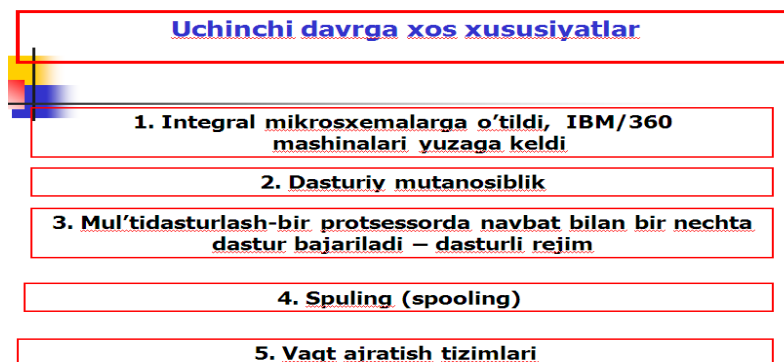 Uchinchi davrga xos xususiyatlar
1. Integral mikrosxemalarga o’tildi, IBM/360
mashinalari yuzaga keldi
2. Dasturiy mutanosiblik
3. Mul’tidasturlash-bir protsessorda navbat bilan bir nechta
dastur bajariladi – dasturli rejim
4. Spuling (spooling)
5. Vaqt ajratish tizimlari